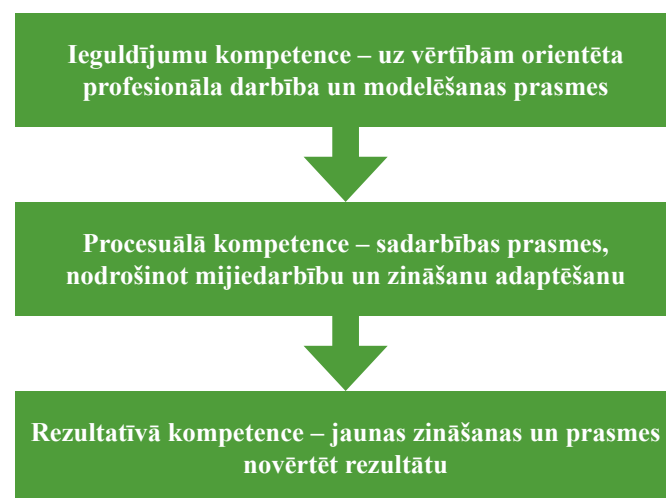 Ieguldījumu kompetence – uz vērtībām orientēta
profesionāla darbība un modelēšanas prasmes
Procesuālā kompetence – sadarbības prasmes,
nodrošinot mijiedarbību un zināšanu adaptēšanu
Rezultatīvā kompetence – jaunas zināšanas un prasmes
novērtēt rezultātu